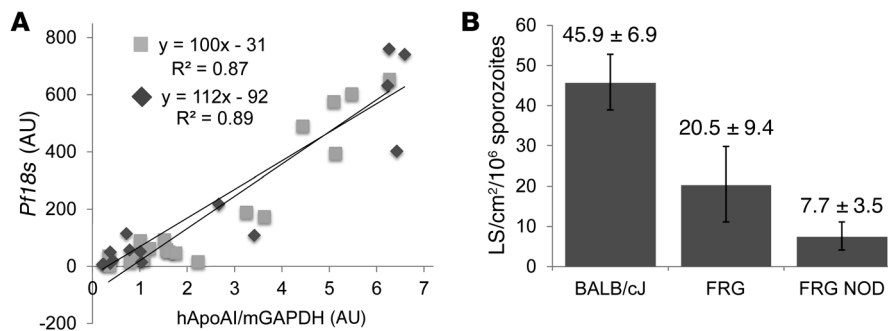 A
Pf18s (AU)
800
600
400
200
0
-200
y = 100x - 31
R² = 0.87
y = 112x - 92
R² = 0.89
0 1 2 3 4 5 6 7
hApoAI/mGAPDH (AU)
B
LS/cm²/10⁶ sporozoites
60
50
40
30
20
10
0
45.9 ± 6.9
20.5 ± 9.4
7.7 ± 3.5
BALB/cJ FRG FRG NOD